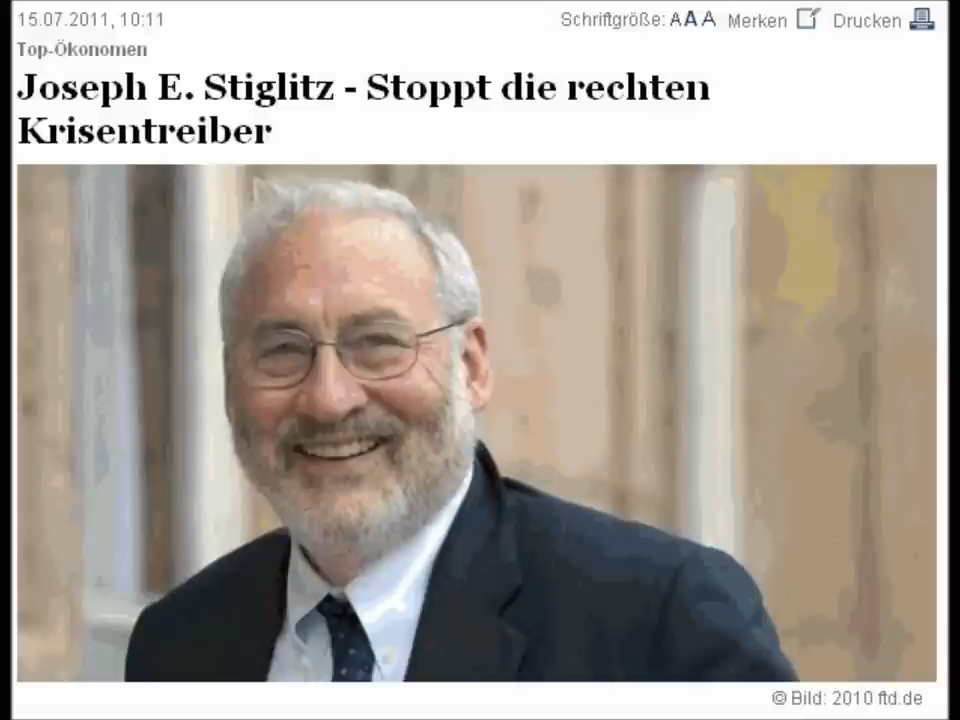 15.07.2011, 10:11 Schriftgröße: A A A Merken Drucken
Top-Ökonomen
Joseph E. Stiglitz - Stoppt die rechten
Krisentreiber
© Bild: 2010 ftd.de